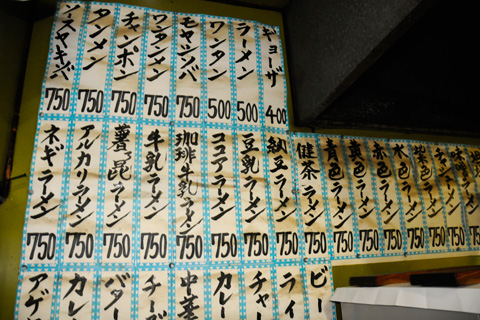 ギョーザ 400
ラーメン 500
ワンタン 500
モヤシソバ 750
ワンタンメン 750
チャンポン 750
タンメン 750
ソースヤキソバ 750
紫色ラーメン 750
水色ラーメン 750
赤色ラーメン 750
黄色ラーメン 750
青色ラーメン 750
健茶ラーメン 750
納豆ラーメン 750
豆乳ラーメン 750
ココアラーメン 750
珈琲牛乳ラーメン 750
牛乳ラーメン 750
昆ラーメン 750
アルカリラーメン 750
ネギラーメン 750
ビー
ライ
チャー
カレー
中華
チー
バター
カレ
アゲ